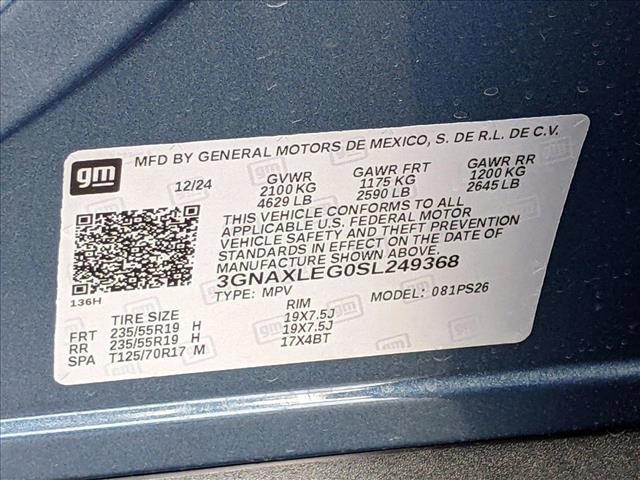 gm
MFD BY GENERAL MOTORS DE MEXICO, S. DE R.L. DE C.V.
12/24 GVWR GAWR FRT GAWR RR
2100 KG 1175 KG 1200 KG
4629 LB 2590 LB 2645 LB
THIS VEHICLE CONFORMS TO ALL
APPLICABLE U.S. FEDERAL MOTOR
VEHICLE SAFETY AND THEFT PREVENTION
STANDARDS IN EFFECT ON THE DATE OF
MANUFACTURE SHOWN ABOVE.
3GNAXLEG0SL249368
136H
TYPE: MPV MODEL: 081PS26
TIRE SIZE RIM
FRT 235/55R19 H 19X7.5J
RR 235/55R19 H 19X7.5J
SPA T125/70R17 M 17X4BT